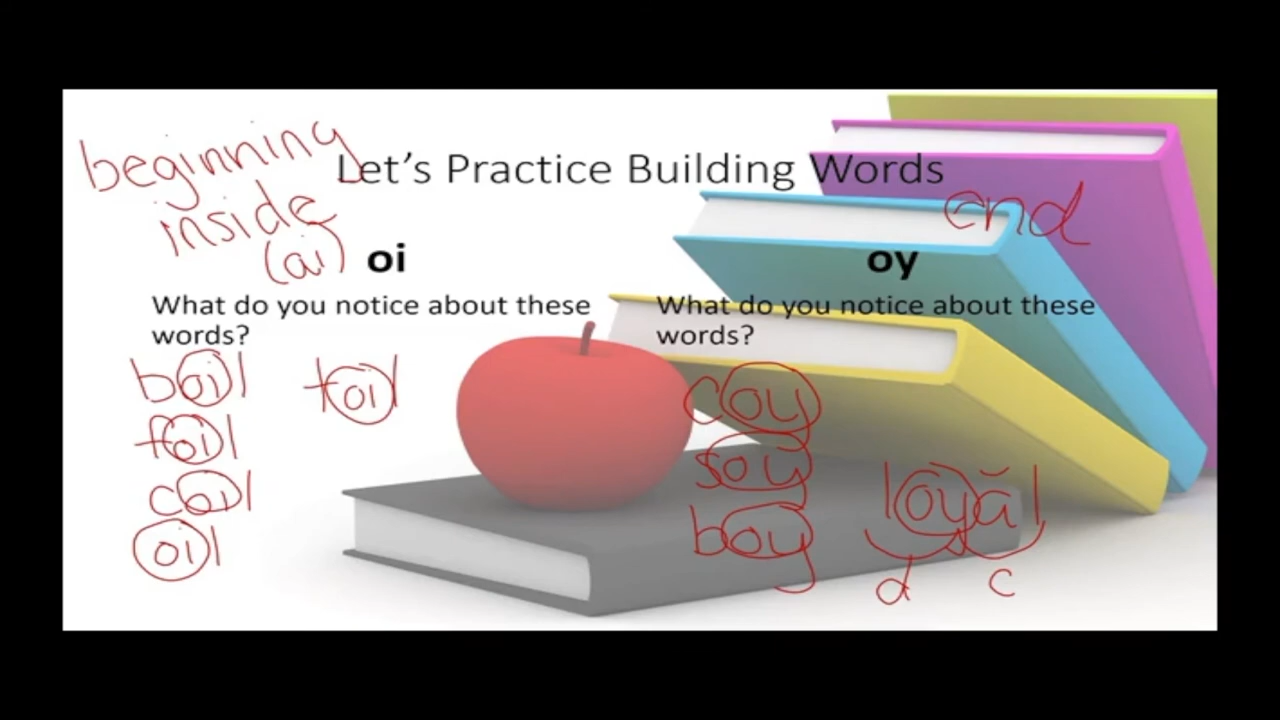 beginning
Let's Practice Building Words
inside
end
(ai)
oi
oy
What do you notice about these
words?
What do you notice about these
words?
boil
toil
foil
coil
oil
coy
soy
boy
loyăl
d
c